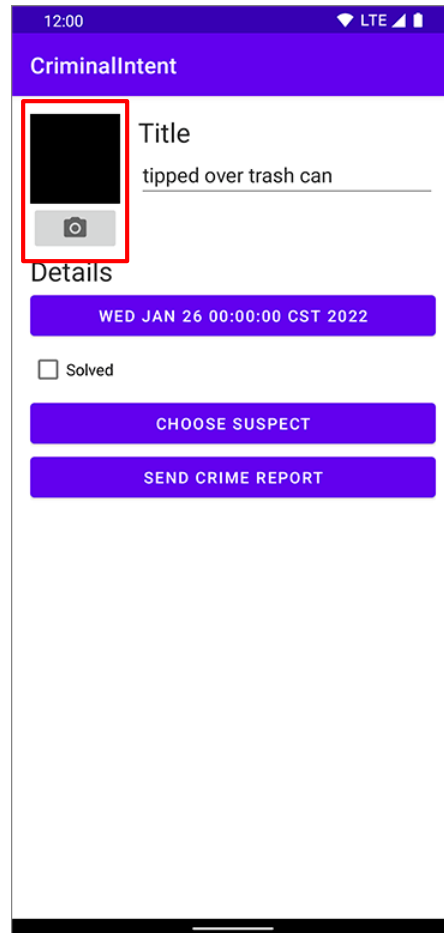 12:00 LTE
CriminalIntent
Title
tipped over trash can
Details
WED JAN 26 00:00:00 CST 2022
Solved
CHOOSE SUSPECT
SEND CRIME REPORT